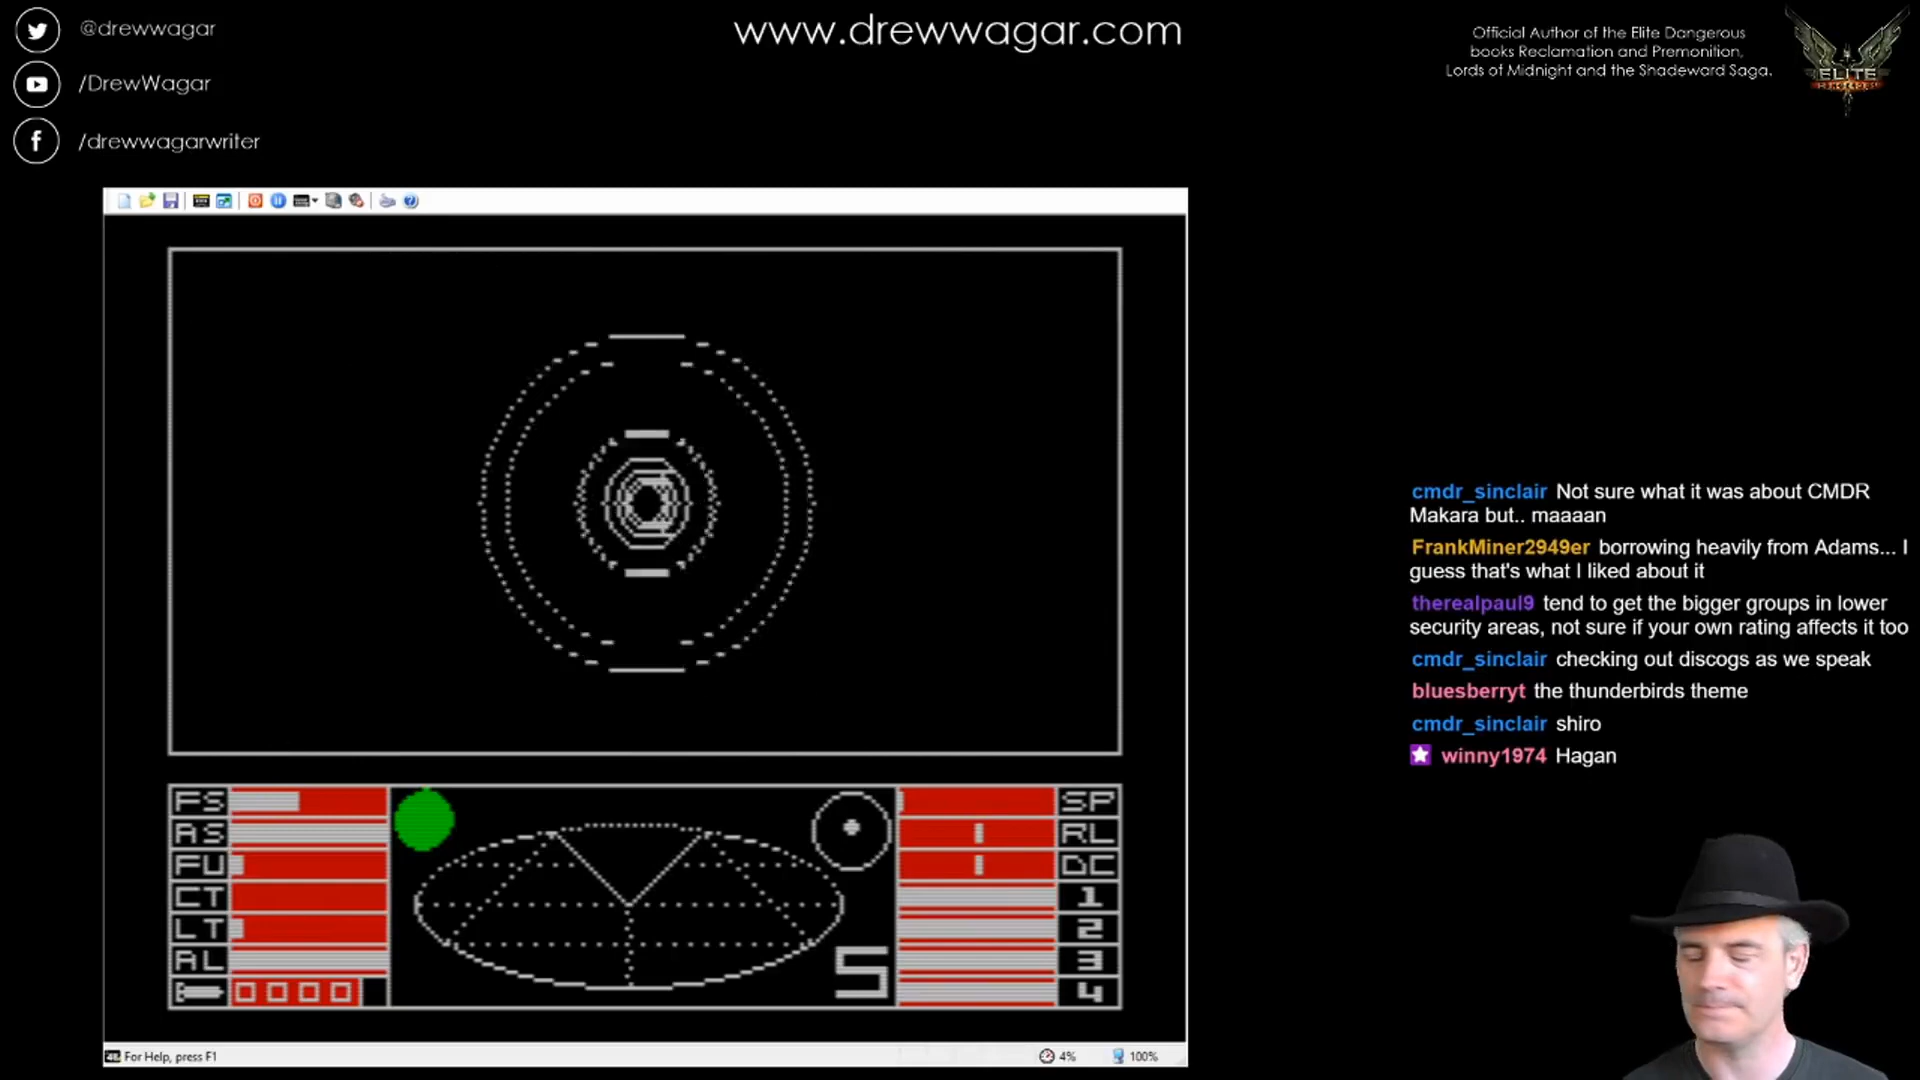 @drewwagar
/DrewWagar
/drewwagarwriter
www.drewwagar.com
Official Author of the Elite Dangerous
books Reclamation and Premonition,
Lords of Midnight and the Shadeward Saga.
ELITE
FS
AS
FU
CT
LT
AL
S
SP
RL
DC
1
2
3
4
For Help, press F1
4%
100%
cmdr_sinclair Not sure what it was about CMDR
Makara but.. maaaan
FrankMiner2949er borrowing heavily from Adams... I
guess that's what I liked about it
therealpaul9 tend to get the bigger groups in lower
security areas, not sure if your own rating affects it too
cmdr_sinclair checking out discogs as we speak
bluesberryt the thunderbirds theme
cmdr_sinclair shiro
winny1974 Hagan